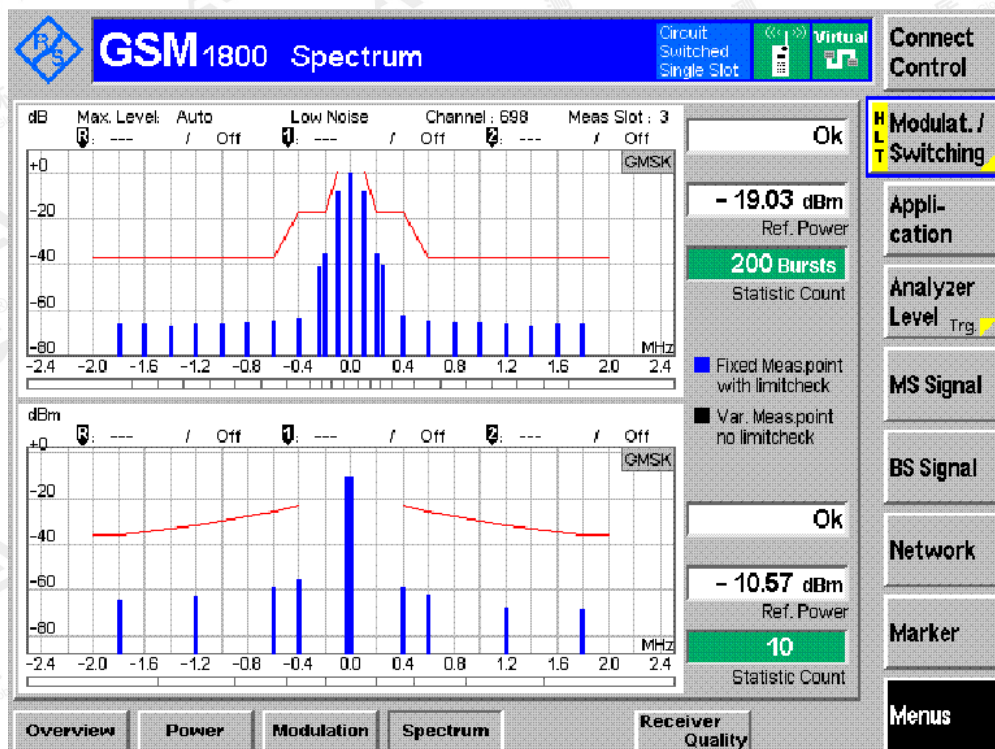 R S
GSM 1800 Spectrum
Circuit
Switched
Single Slot
Virtual
Connect
Control
dB Max. Level: Auto Low Noise Channel : 698 Meas Slot : 3
R: --- / Off 1: --- / Off 2: --- / Off
GMSK
+0
-20
-40
-60
-80
MHz
-2.4 -2.0 -1.6 -1.2 -0.8 -0.4 0.0 0.4 0.8 1.2 1.6 2.0 2.4
Ok
- 19.03 dBm
Ref. Power
200 Bursts
Statistic Count
Fixed Meas.point
with limitcheck
Var. Meas.point
no limitcheck
dBm
R: --- / Off 1: --- / Off 2: --- / Off
GMSK
+0
-20
-40
-60
-80
MHz
-2.4 -2.0 -1.6 -1.2 -0.8 -0.4 0.0 0.4 0.8 1.2 1.6 2.0 2.4
Ok
- 10.57 dBm
Ref. Power
10
Statistic Count
HLT
Modulat. /
Switching
Appli-
cation
Analyzer
Level Trg.
MS Signal
BS Signal
Network
Marker
Menus
Overview Power Modulation Spectrum Receiver
Quality